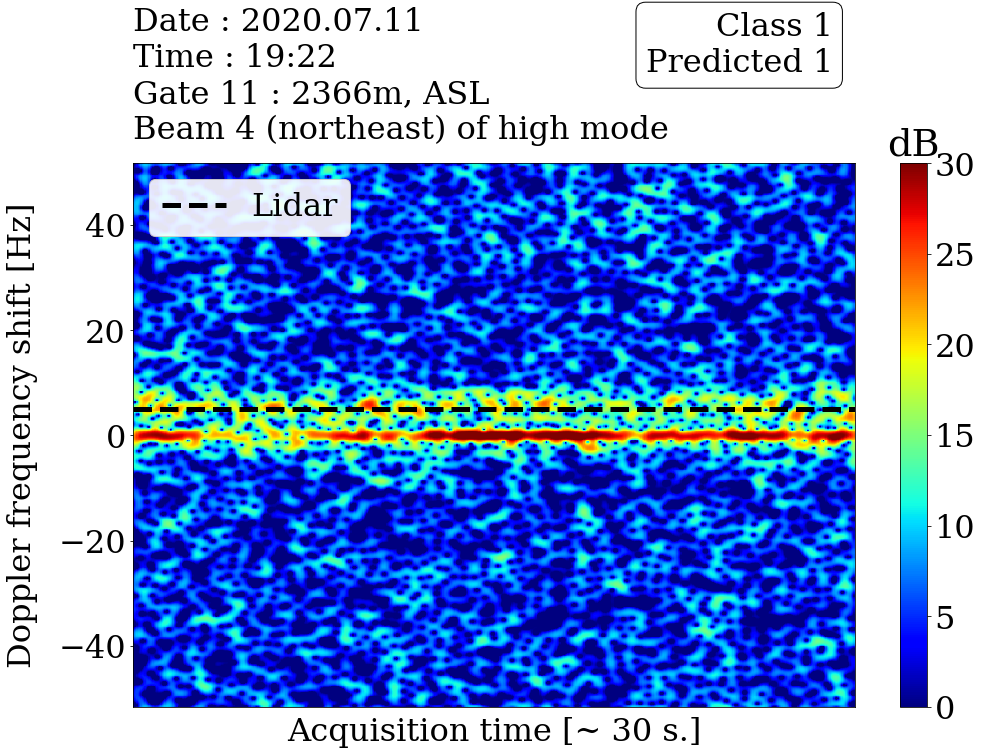 Date : 2020.07.11
Time : 19:22
Gate 11 : 2366m, ASL
Beam 4 (northeast) of high mode
Class 1
Predicted 1
dB
Lidar
Doppler frequency shift [Hz]
40
20
0
−20
−40
30
25
20
15
10
5
0
Acquisition time [~ 30 s.]